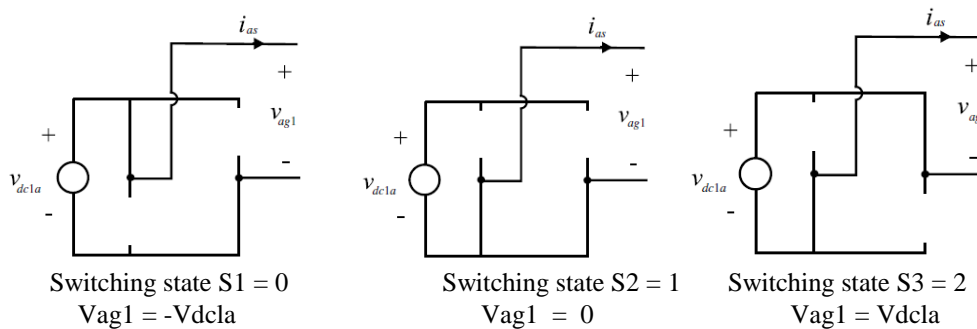 i_as
+
v_ag1
-
+
v_dc1a
-
Switching state S1 = 0
Vag1 = -Vdcla
i_as
+
v_ag1
-
+
v_dc1a
-
Switching state S2 = 1
Vag1 = 0
i_as
+
v_ag
-
+
v_dc1a
-
Switching state S3 = 2
Vag1 = Vdcla